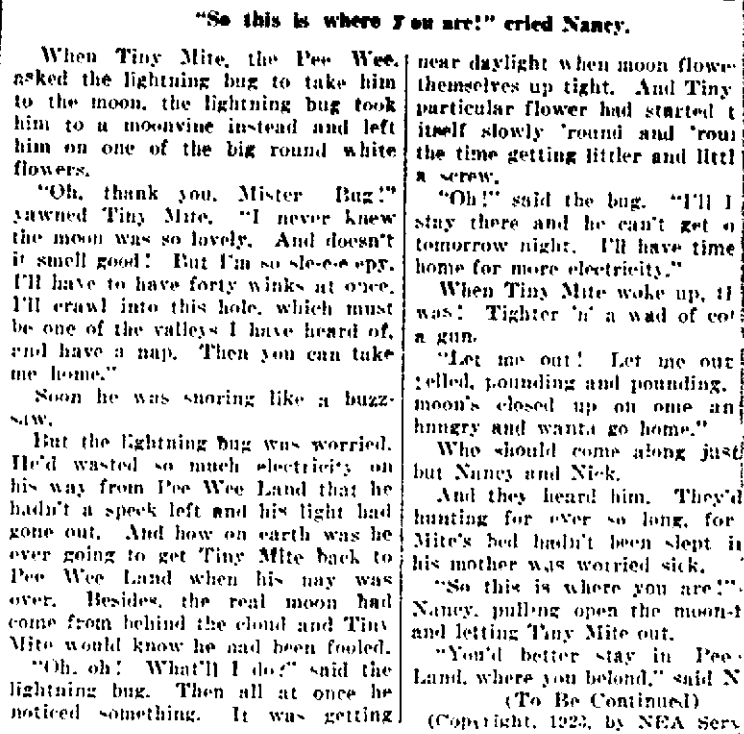 "So this is where you are!" cried Nancy.
When Tiny Mite, the Pee Wee,
asked the lightning bug to take him
to the moon, the lightning bug took
him to a moonvine instead and left
him on one of the big round white
flowers.
"Oh, thank you, Mister Bug!"
yawned Tiny Mite. "I never knew
the moon was so lovely. And doesn't
it smell good! But I'm so sle-e-e-epy.
I'll have to have forty winks at once.
I'll crawl into this hole, which must
be one of the valleys I have heard of,
and have a nap. Then you can take
me home."
Soon he was snoring like a buzz-
saw.
But the lightning bug was worried.
He'd wasted so much electricity on
his way from Pee Wee Land that he
hadn't a speck left and his light had
gone out. And how on earth was he
ever going to get Tiny Mite back to
Pee Wee Land when his nay was
over. Besides, the real moon had
come from behind the cloud and Tiny
Mite would know he had been fooled.
"Oh, oh! What'll I do?" said the
lightning bug. Then all at once he
noticed something. It was getting
near daylight when moon flowe
themselves up tight. And Tiny
particular flower had started t
itself slowly 'round and 'rou
the time getting littler and littl
a screw.
"Oh!" said the bug. "I'll l
stay there and he can't get o
tomorrow night. I'll have time
home for more electricity."
When Tiny Mite woke up, th
was! Tighter 'n' a wad of cot
a gun.
"Let me out! Let me out
yelled, pounding and pounding.
moon's closed up on ome an
hungry and wanta go home."
Who should come along just
but Nancy and Nick.
And they heard him. They'd
hunting for ever so long, for
Mite's bed hadn't been slept i
his mother was worried sick.
"So this is where you are!"
Nancy, pulling open the moon-f
and letting Tiny Mite out.
"You'd better stay in Pee
Land, where you belond," said N
(To Be Continued)
(Copyright, 1923, by NEA Serv